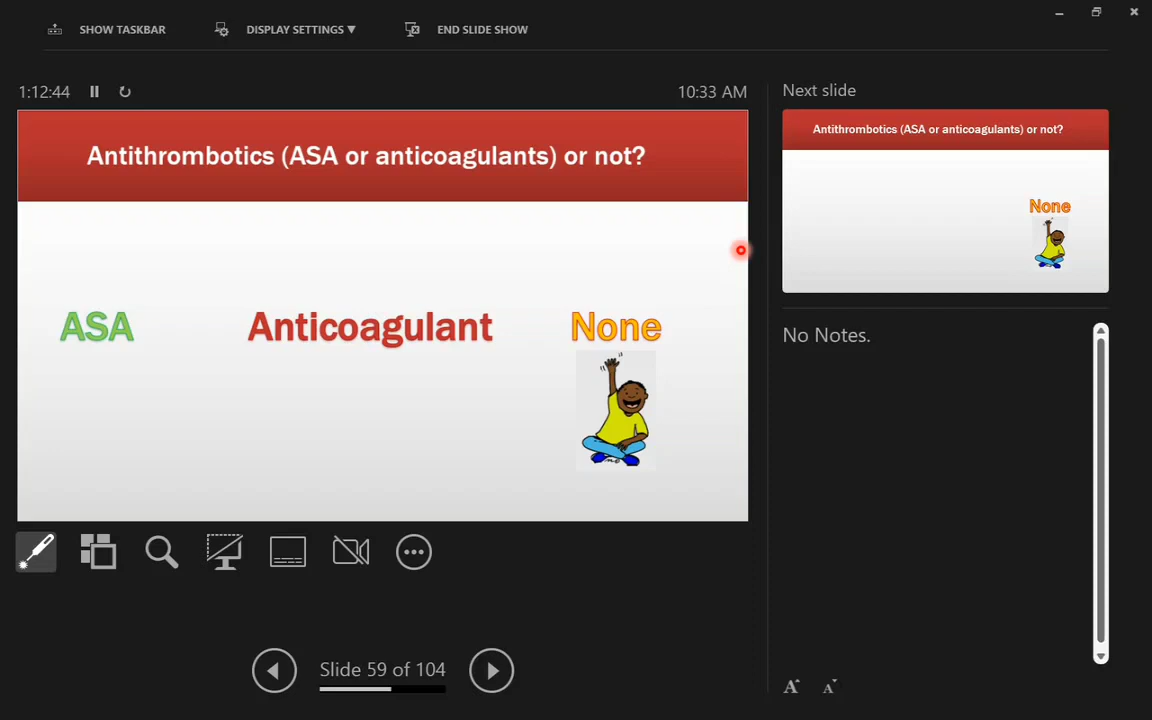 SHOW TASKBAR
DISPLAY SETTINGS ▼
END SLIDE SHOW
1:12:44
10:33 AM
Next slide
Antithrombotics (ASA or anticoagulants) or not?
ASA
Anticoagulant
None
Antithrombotics (ASA or anticoagulants) or not?
None
No Notes.
Slide 59 of 104
A
A